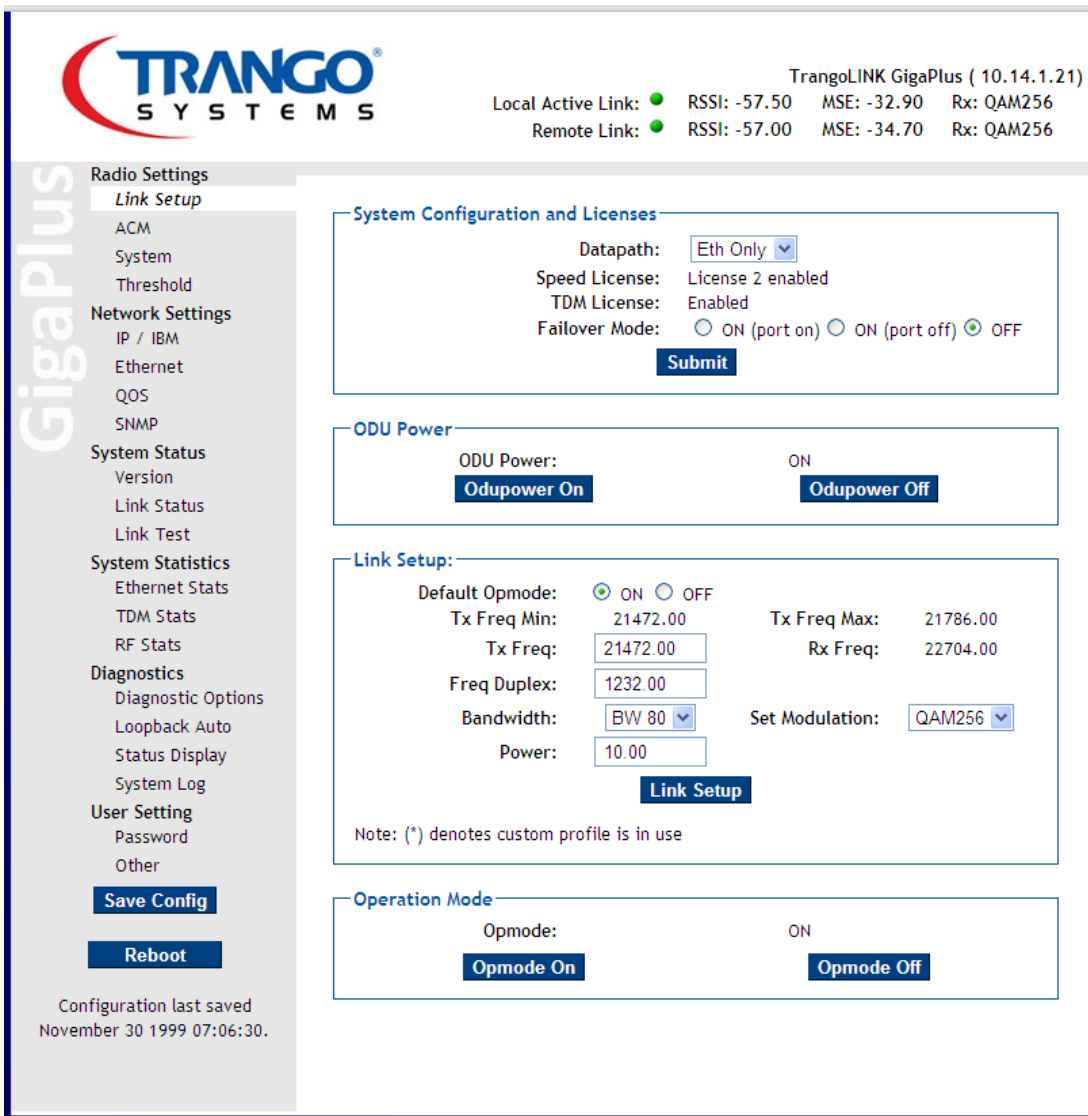 TRANGO®
SYSTEMS
TrangoLINK GigaPlus ( 10.14.1.21)
Local Active Link: RSSI: -57.50 MSE: -32.90 Rx: QAM256
Remote Link: RSSI: -57.00 MSE: -34.70 Rx: QAM256
GigaPlus
Radio Settings
Link Setup
ACM
System
Threshold
Network Settings
IP / IBM
Ethernet
QOS
SNMP
System Status
Version
Link Status
Link Test
System Statistics
Ethernet Stats
TDM Stats
RF Stats
Diagnostics
Diagnostic Options
Loopback Auto
Status Display
System Log
User Setting
Password
Other
Save Config
Reboot
Configuration last saved
November 30 1999 07:06:30.
System Configuration and Licenses
Datapath: Eth Only
Speed License: License 2 enabled
TDM License: Enabled
Failover Mode: ON (port on) ON (port off) OFF
Submit
ODU Power
ODU Power: ON
Odupower On Odupower Off
Link Setup:
Default Opmode: ON OFF
Tx Freq Min: 21472.00 Tx Freq Max: 21786.00
Tx Freq: 21472.00 Rx Freq: 22704.00
Freq Duplex: 1232.00
Bandwidth: BW 80 Set Modulation: QAM256
Power: 10.00
Link Setup
Note: (*) denotes custom profile is in use
Operation Mode
Opmode: ON
Opmode On Opmode Off